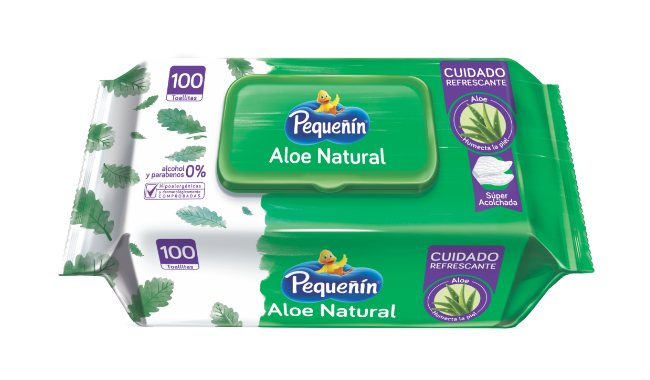 100
Toallitas
Pequeñín
Aloe Natural
CUIDADO
REFRESCANTE
Aloe
Humecta la piel
alcohol
y parabenos 0%
Hipoalergénicas
y dermatológicamente
COMPROBADAS
Súper
Acolchada
100
Toallitas
Pequeñín
Aloe Natural
CUIDADO
REFRESCANTE
Aloe
Humecta la piel